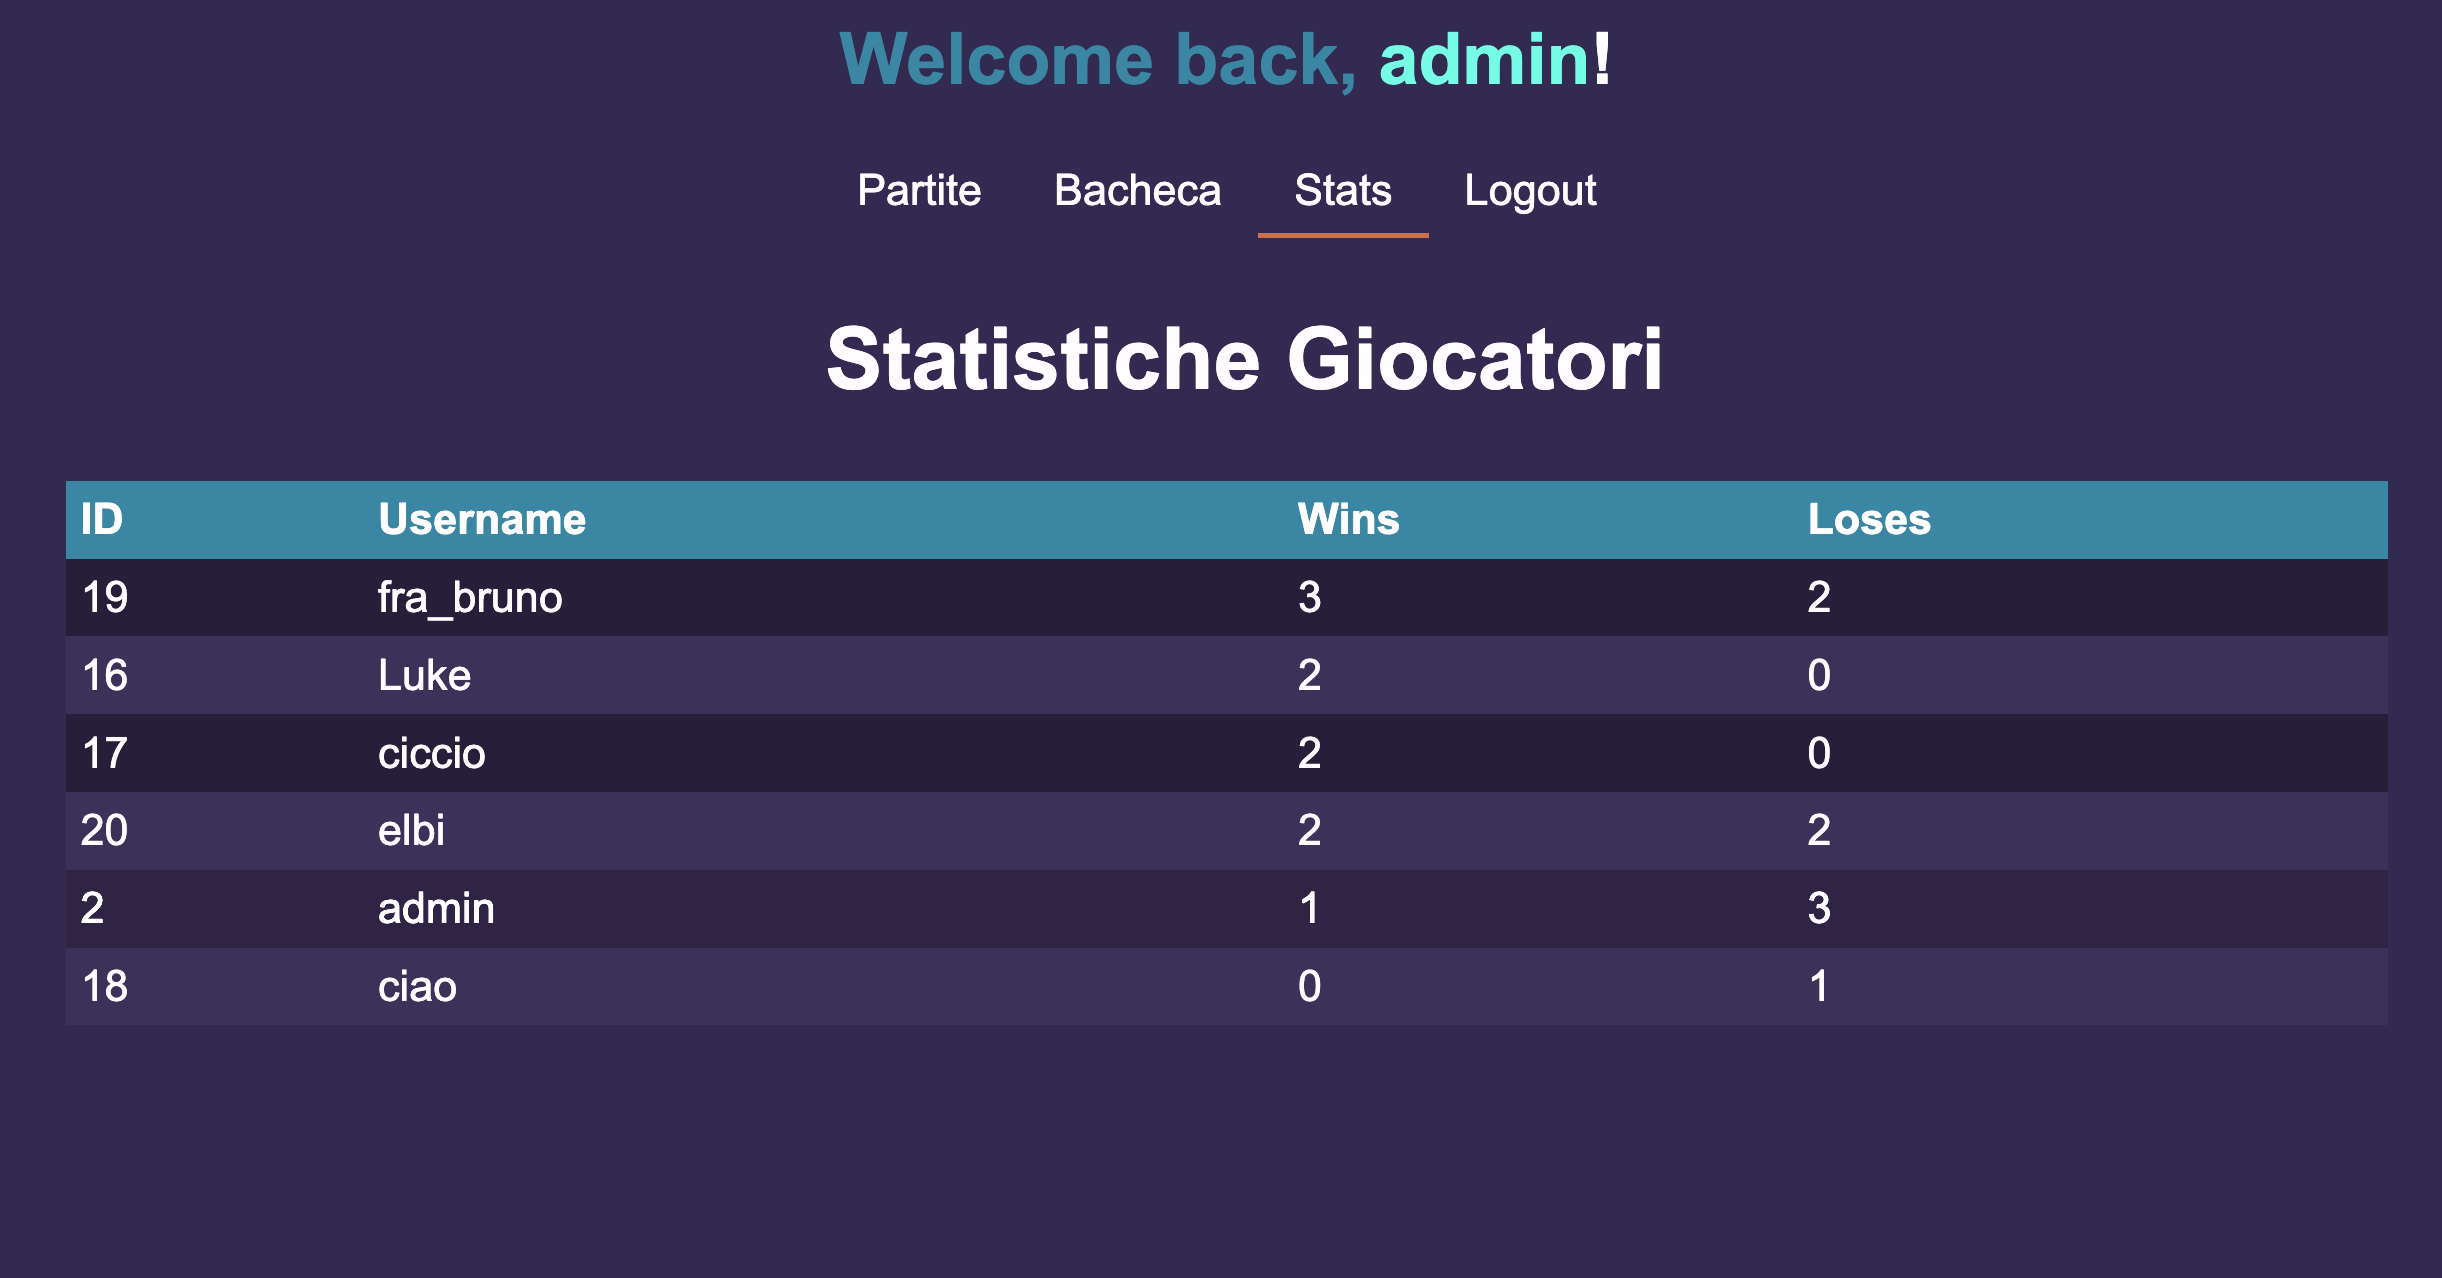 Welcome back, admin!
Partite Bacheca Stats Logout
Statistiche Giocatori
ID Username Wins Loses
19 fra_bruno 3 2
16 Luke 2 0
17 ciccio 2 0
20 elbi 2 2
2 admin 1 3
18 ciao 0 1